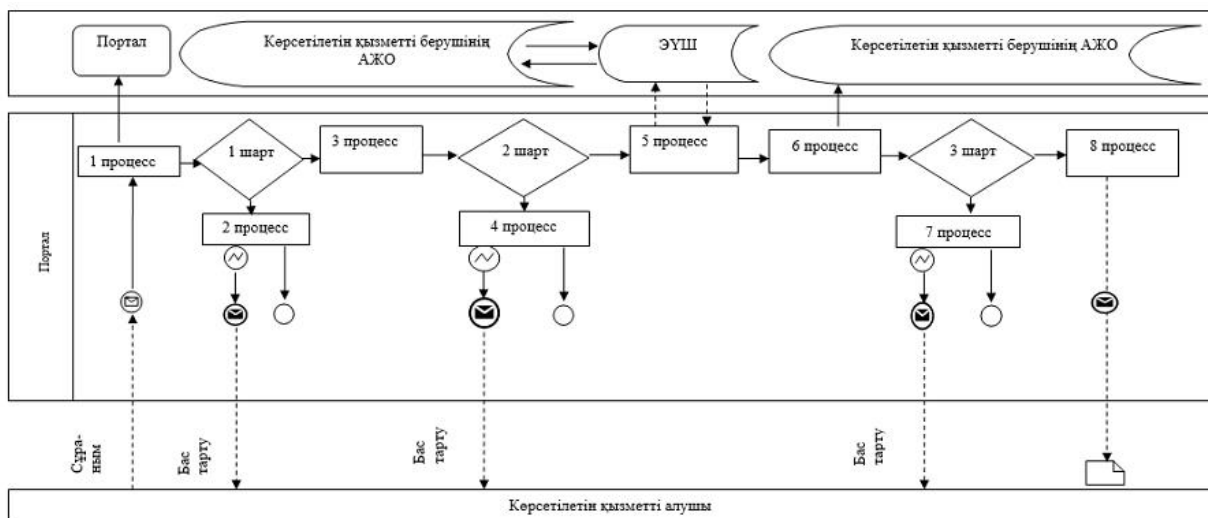 Портал
Көрсетілетін қызметті берушінің
АЖО
ЭҮШ
Көрсетілетін қызметті берушінің АЖО
Портал
1 процесс
1 шарт
3 процесс
2 шарт
5 процесс
6 процесс
3 шарт
8 процесс
2 процесс
4 процесс
7 процесс
Сұра-
ным
Бас
тарту
Бас
тарту
Бас
тарту
Көрсетілетін қызметті алушы